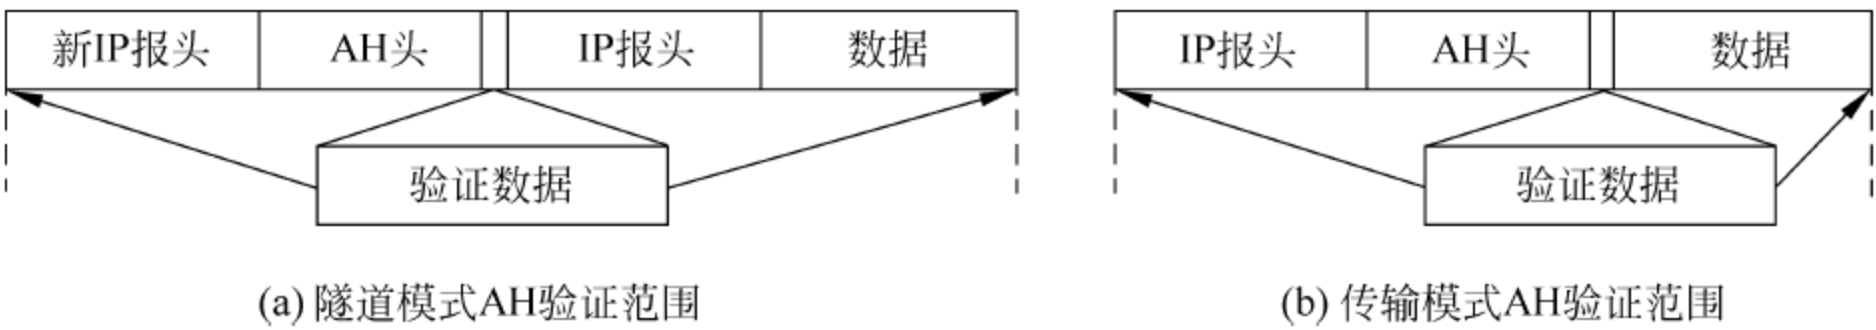 新IP报头 AH头 IP报头 数据
验证数据
(a) 隧道模式AH验证范围
IP报头 AH头 数据
验证数据
(b) 传输模式AH验证范围